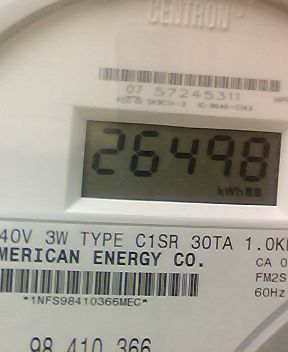 CENTRON®
07 57245311
26498
kWh
40V 3W TYPE C1SR 30TA 1.0K
MERICAN ENERGY CO.
CA 0
FM2S
60Hz
*1NFS98410366MEC*
98 410 366